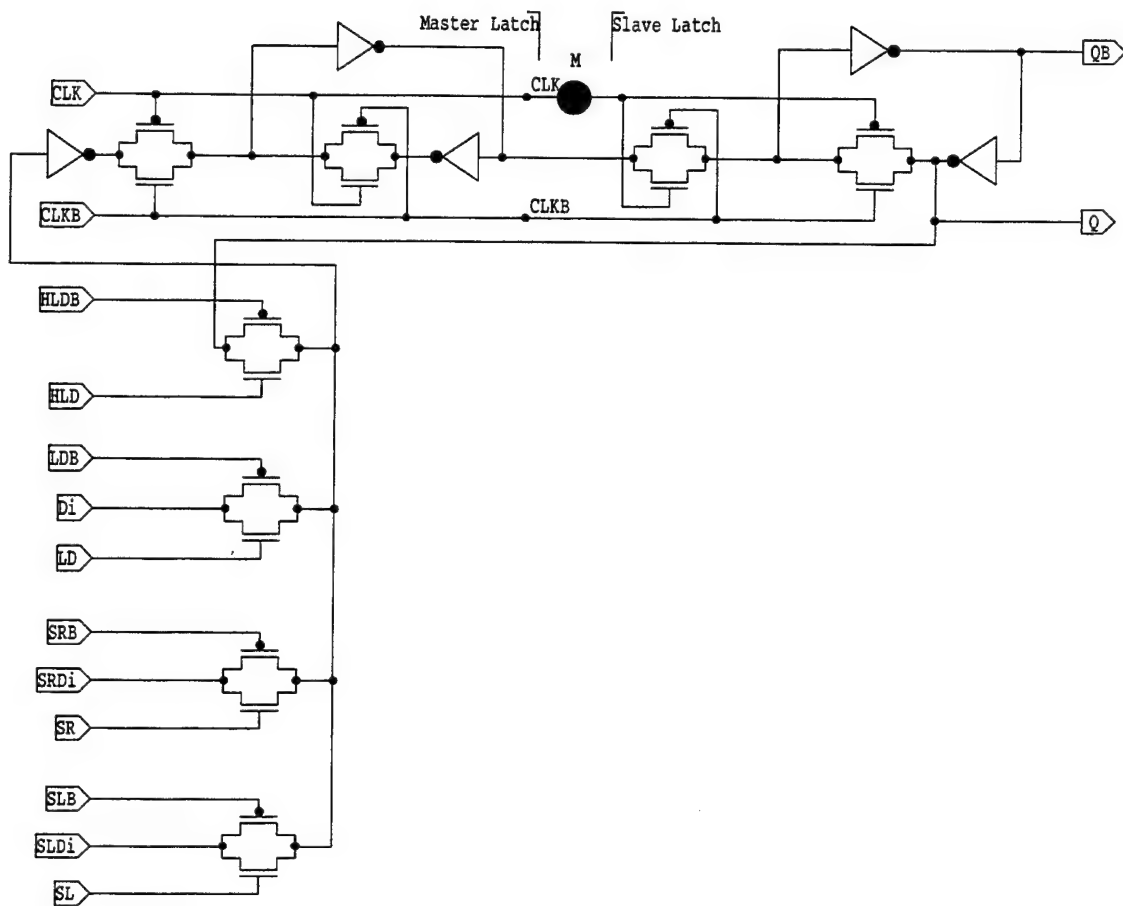 Master Latch
Slave Latch
M
QB
CLK
CLK
CLKB
CLKB
Q
HLDB
HLD
LDB
Di
LD
SRB
SRDi
SR
SLB
SLDi
SL